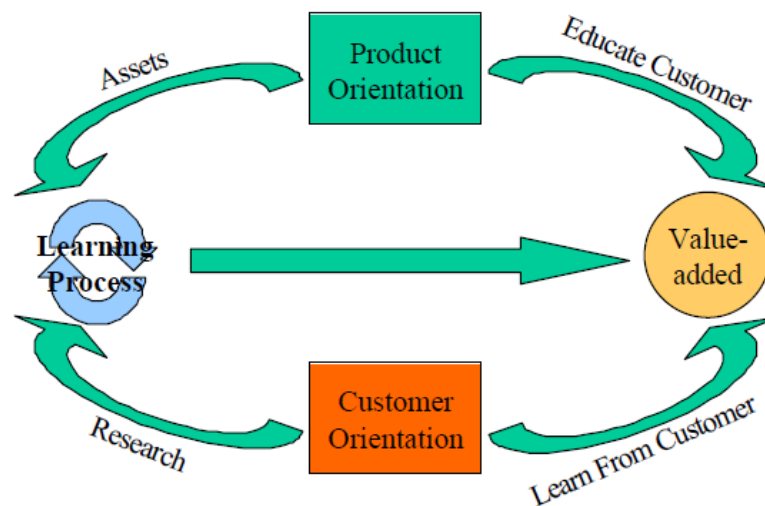 Assets
Product
Orientation
Educate Customer
Learning
Process
Value-
added
Research
Customer
Orientation
Learn From Customer